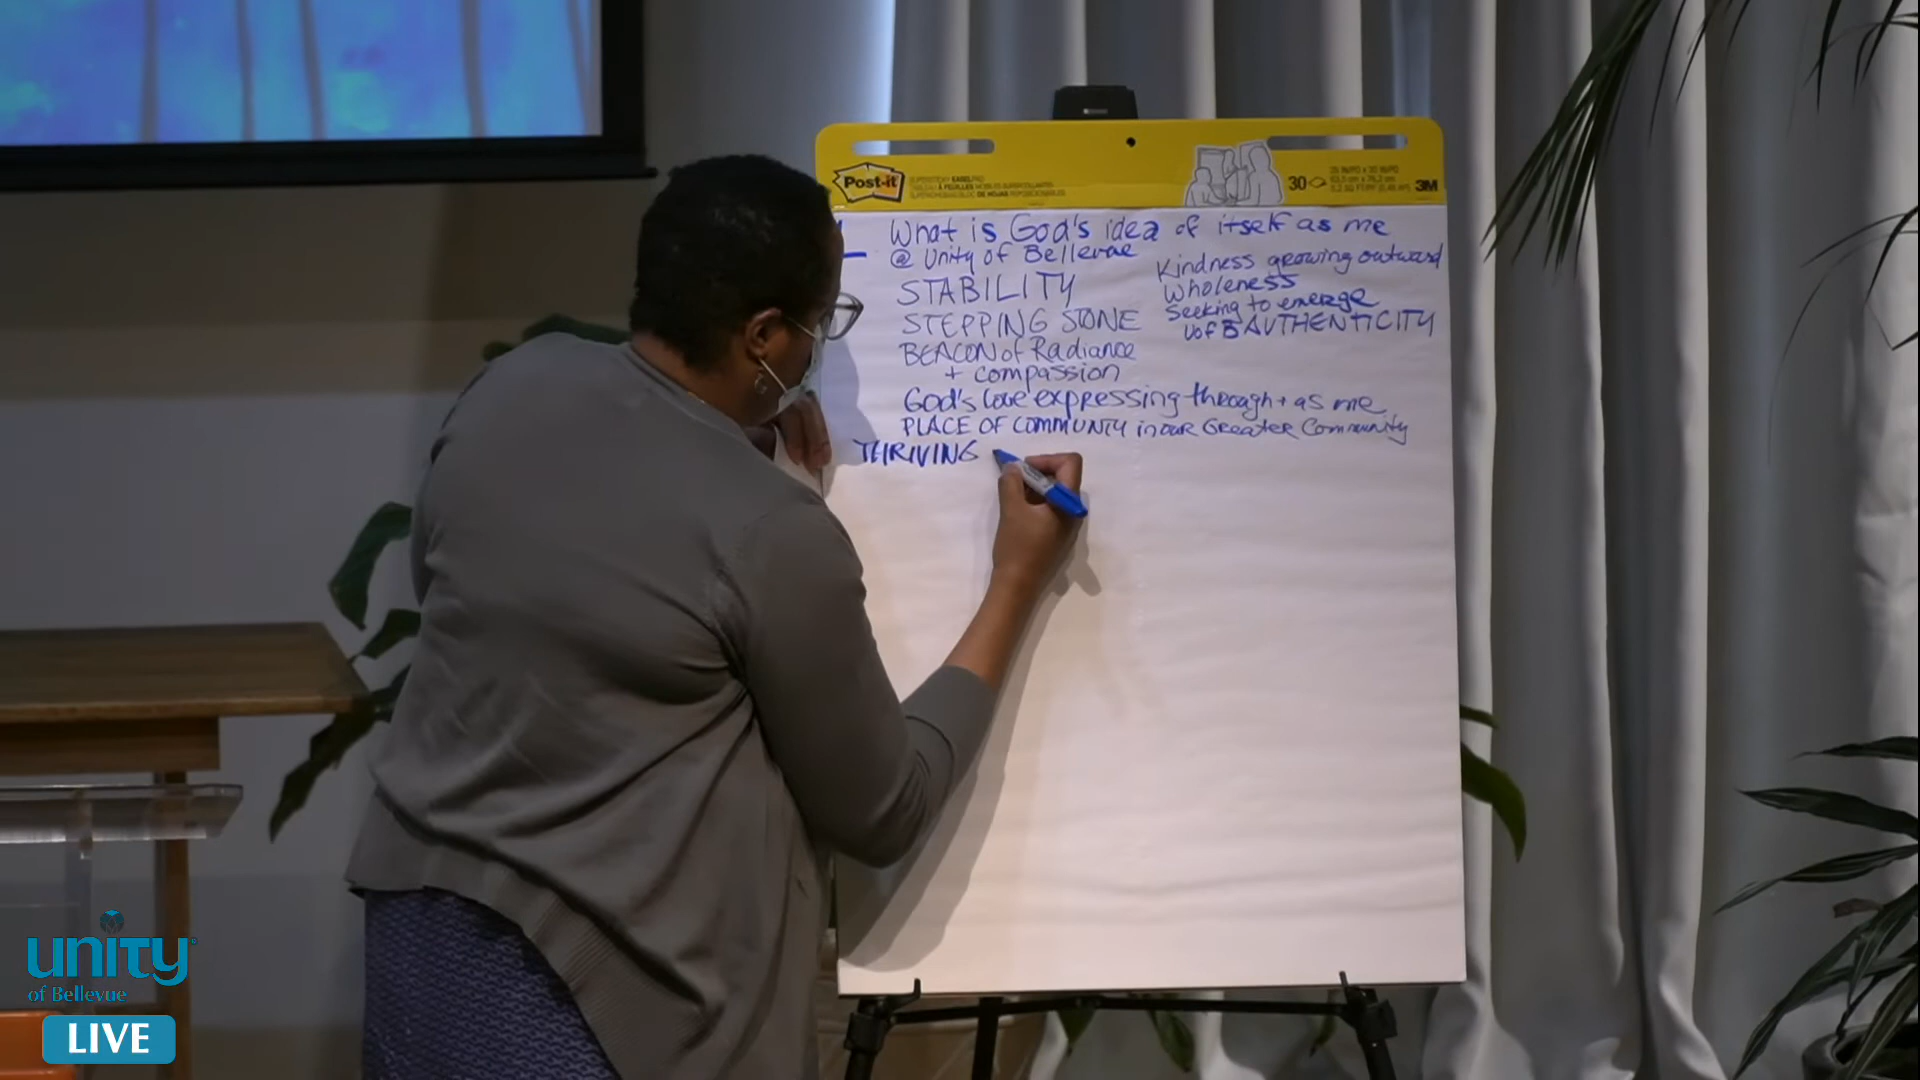 Post-it
30
3M
What is God's idea of itself as me
@ Unity of Bellevue
STABILITY
STEPPING STONE
BEACON of Radiance
+ compassion
Kindness growing outward
Wholeness
Seeking to emerge
UofB AUTHENTICITY
God's love expressing through + as me
PLACE OF COMMUNITY in our Greater Community
THRIVING
unity
of Bellevue
LIVE